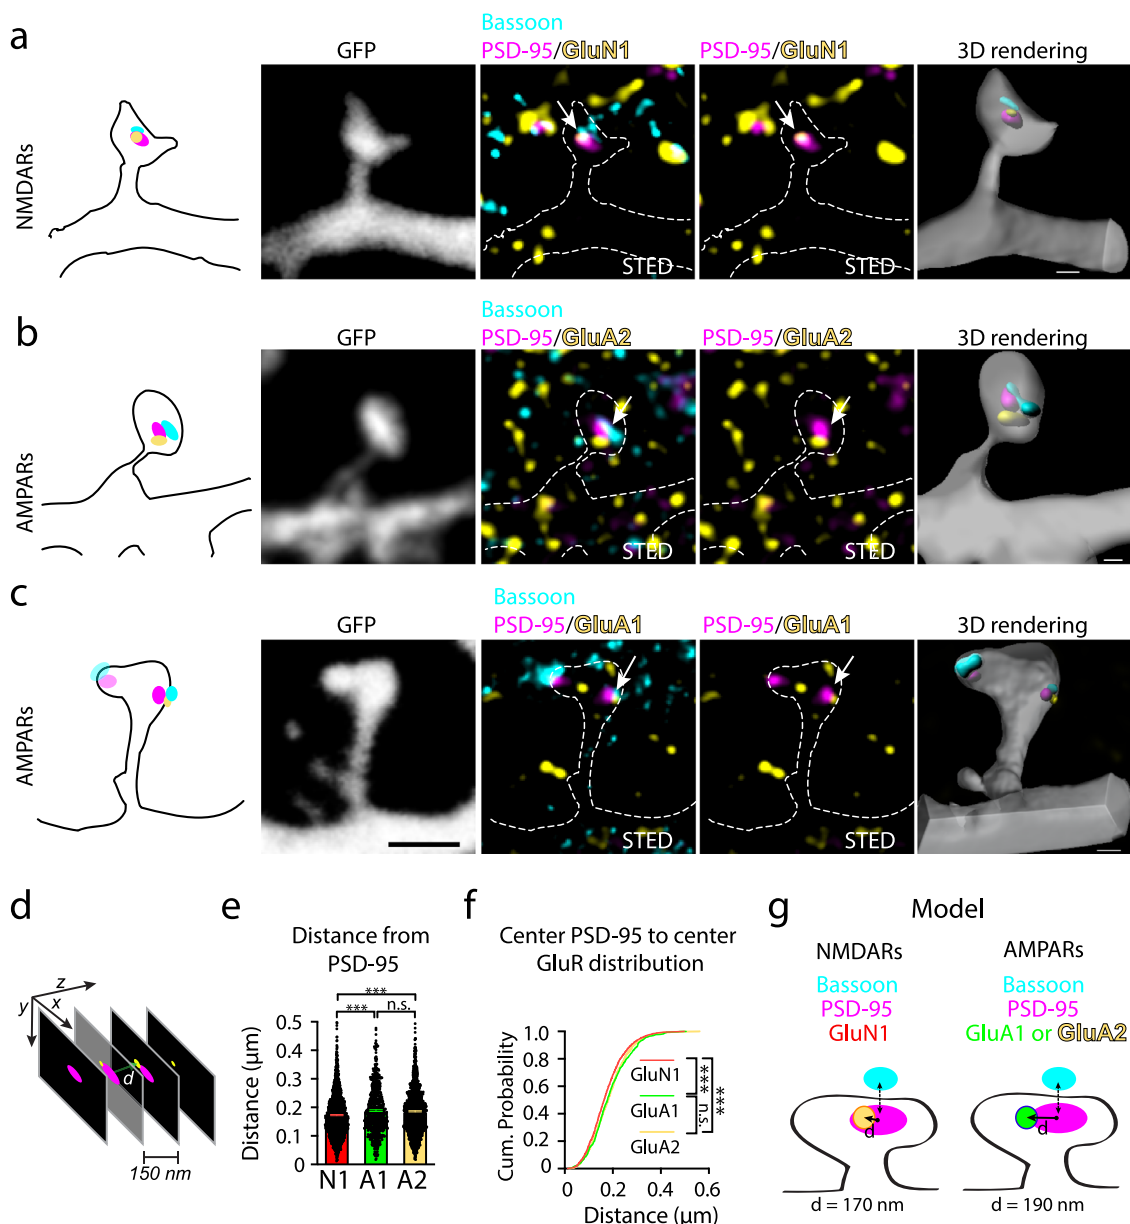 a
Bassoon
GFP
PSD-95/GluN1
PSD-95/GluN1
3D rendering
NMDARs
STED
STED
b
Bassoon
GFP
PSD-95/GluA2
PSD-95/GluA2
3D rendering
AMPARs
STED
STED
c
Bassoon
GFP
PSD-95/GluA1
PSD-95/GluA1
3D rendering
AMPARs
STED
STED
d
z
x
y
d
150 nm
e
Distance from
PSD-95
***
***
n.s.
Distance (µm)
0.5
0.4
0.3
0.2
0.1
0
N1 A1 A2
f
Center PSD-95 to center
GluR distribution
Cum. Probability
1.0
0.8
0.6
0.4
0.2
0
GluN1
GluA1
GluA2
***
n.s.
***
0 0.2 0.4 0.6
Distance (µm)
g
Model
NMDARs
Bassoon
PSD-95
GluN1
d
d = 170 nm
AMPARs
Bassoon
PSD-95
GluA1 or GluA2
d
d = 190 nm